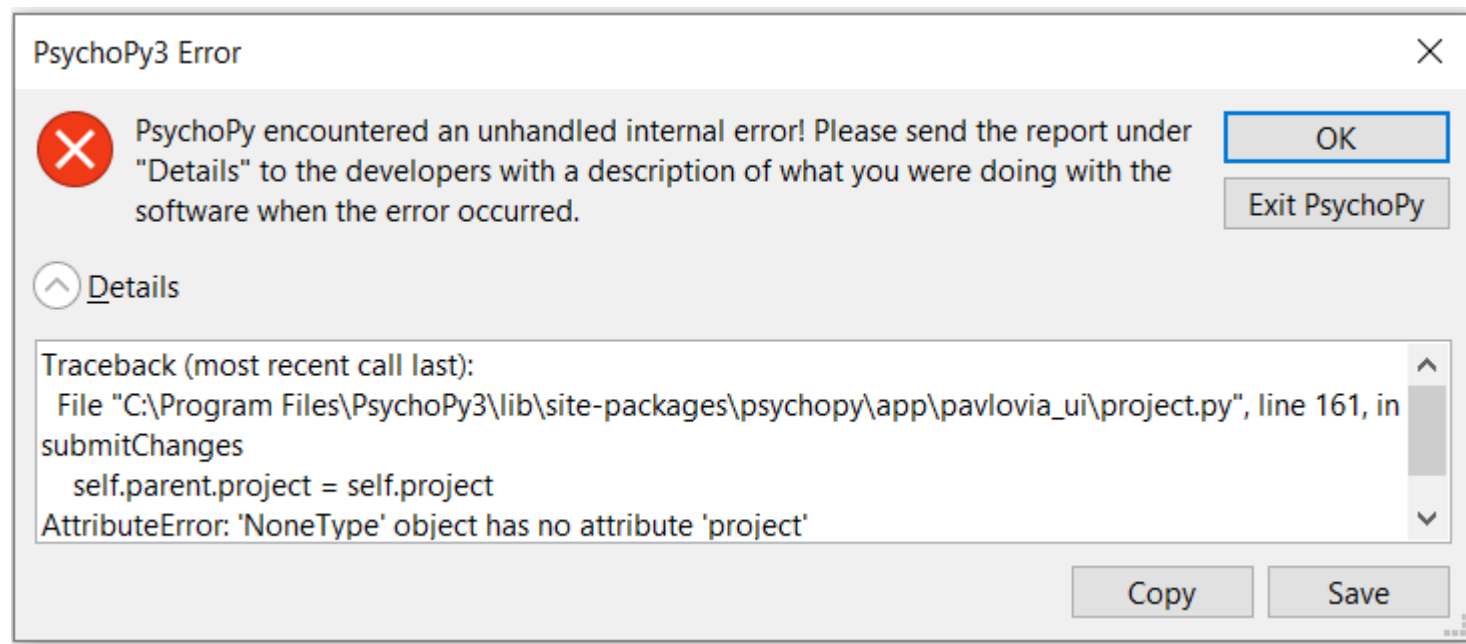 PsychoPy3 Error
PsychoPy encountered an unhandled internal error! Please send the report under
"Details" to the developers with a description of what you were doing with the
software when the error occurred.
OK
Exit PsychoPy
Details
Traceback (most recent call last):
  File "C:\Program Files\PsychoPy3\lib\site-packages\psychopy\app\pavlovia_ui\project.py", line 161, in
submitChanges
    self.parent.project = self.project
AttributeError: 'NoneType' object has no attribute 'project'
Copy
Save